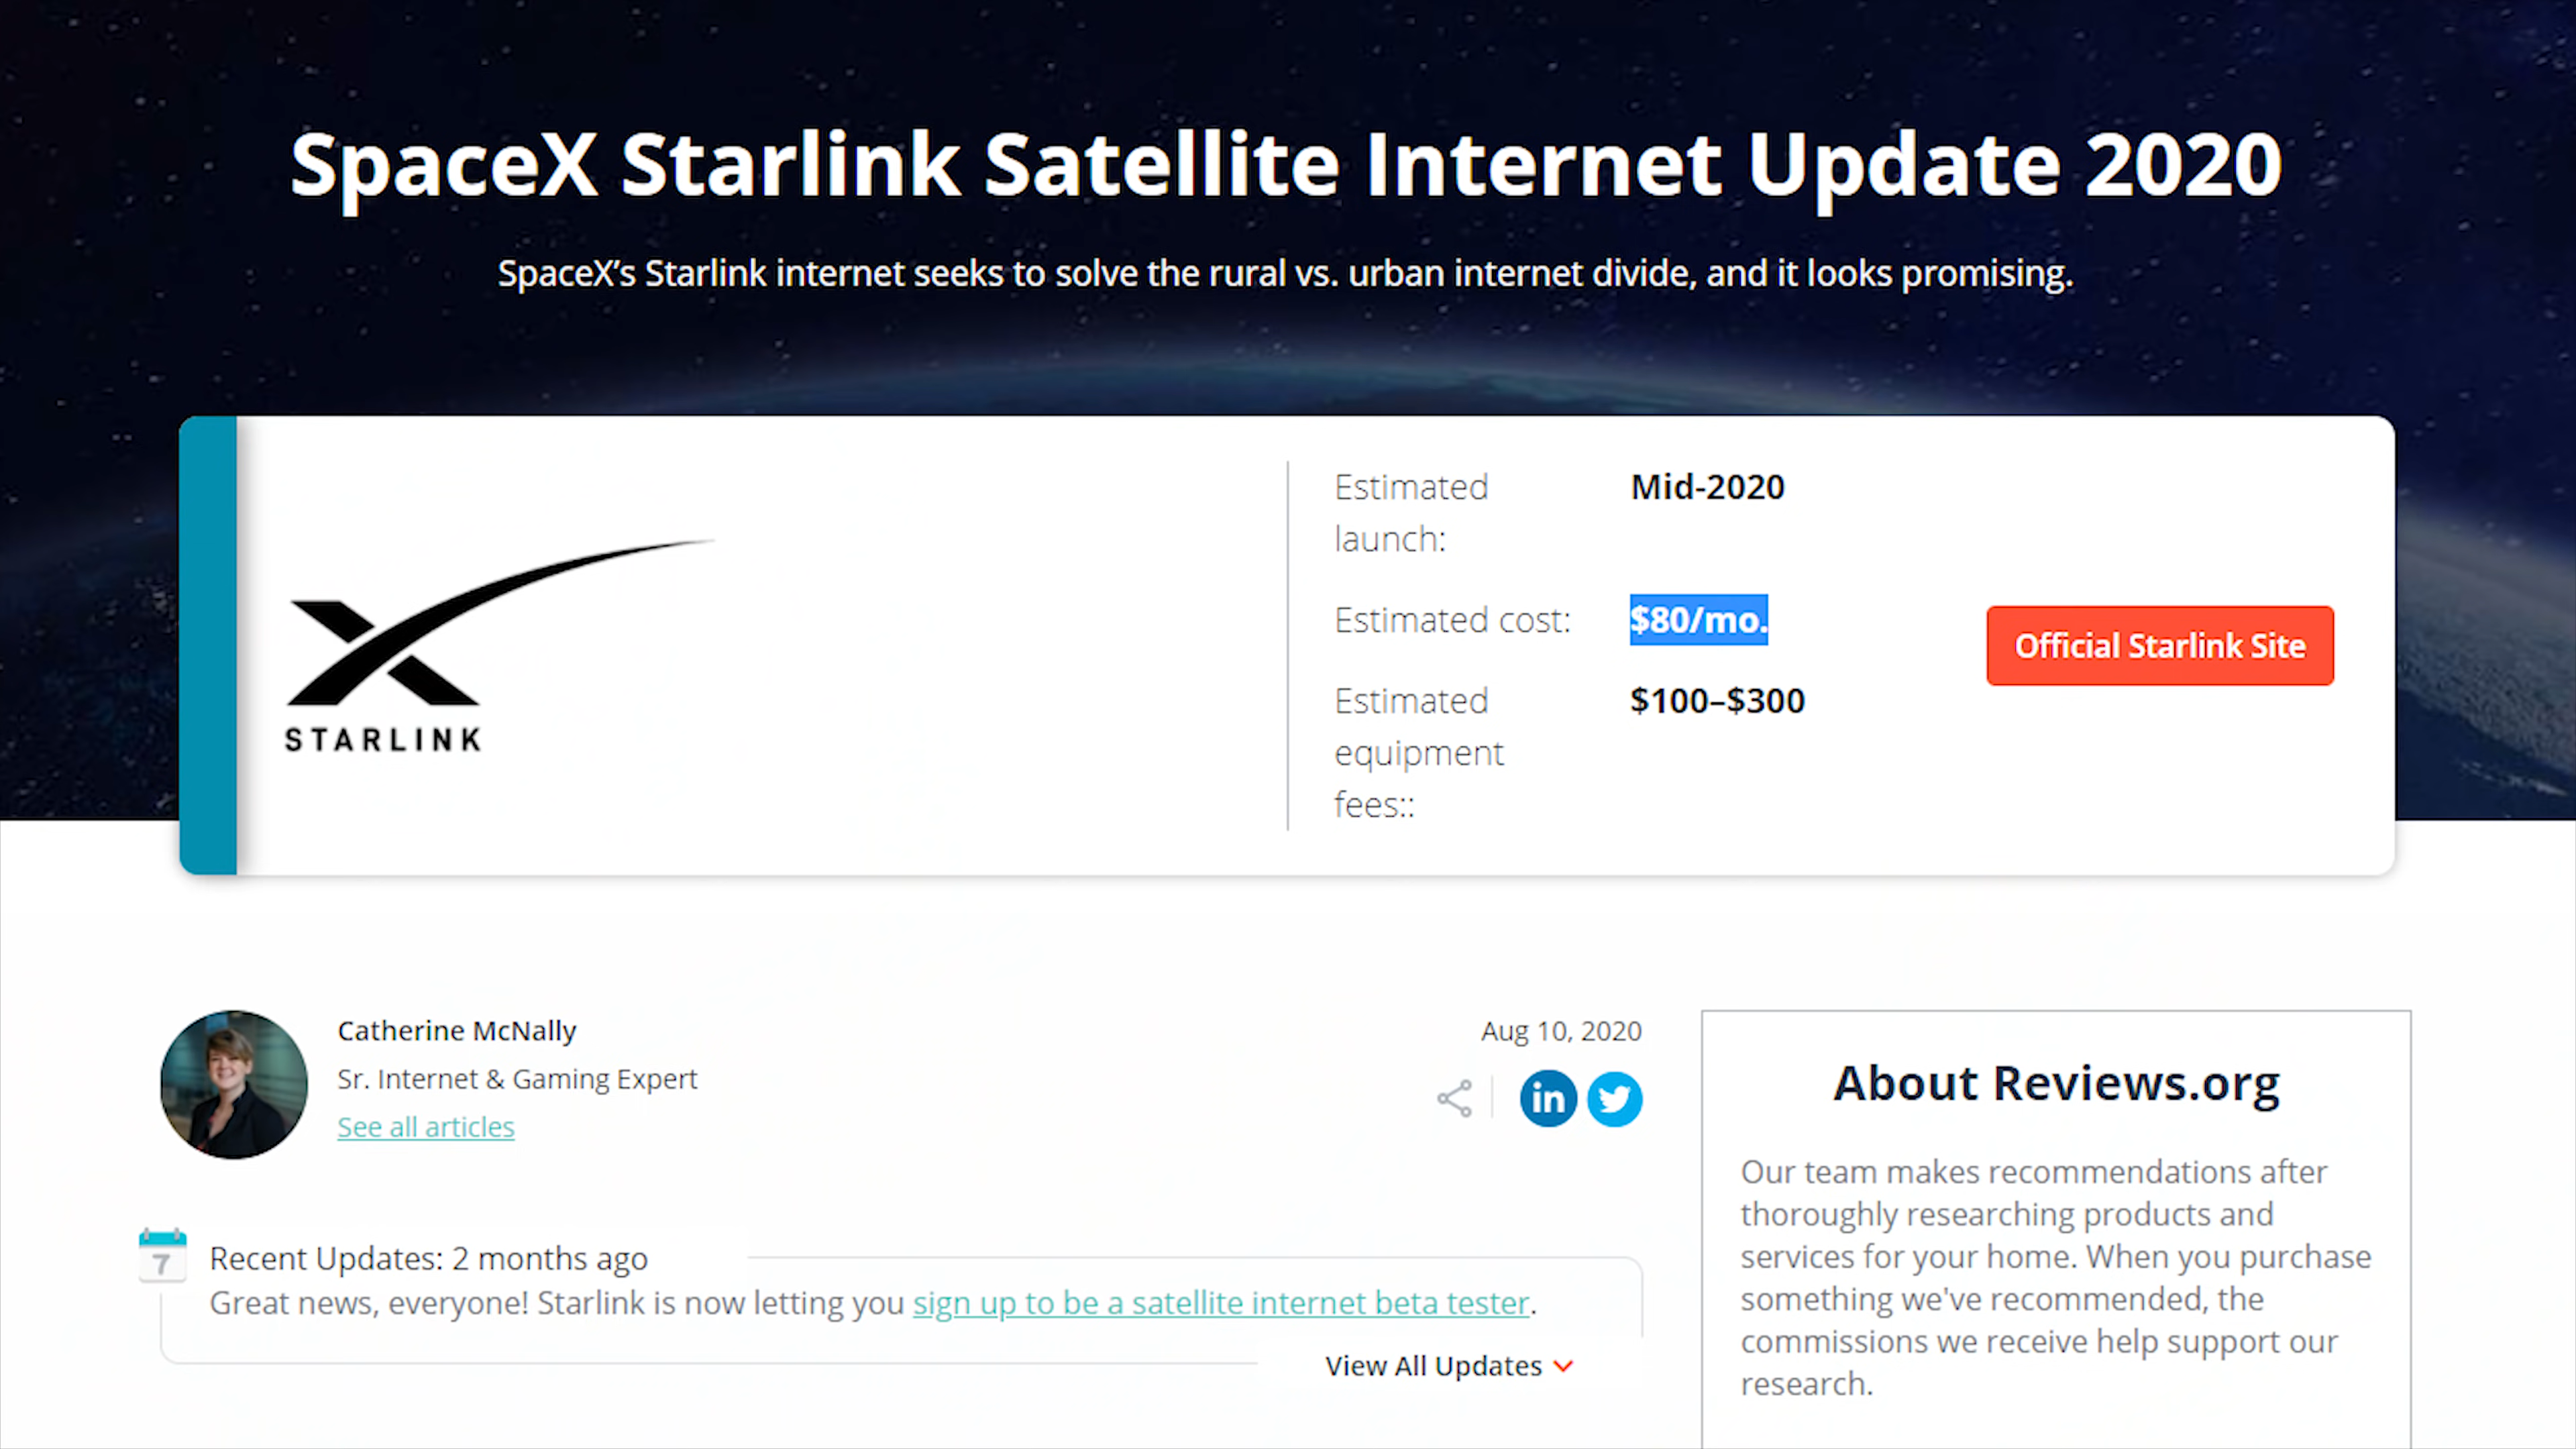 SpaceX Starlink Satellite Internet Update 2020
SpaceX's Starlink internet seeks to solve the rural vs. urban internet divide, and it looks promising.
STARLINK
Estimated launch:
Mid-2020
Estimated cost:
$80/mo.
Estimated equipment fees::
$100–$300
Official Starlink Site
Catherine McNally
Sr. Internet & Gaming Expert
See all articles
Aug 10, 2020
in
7
Recent Updates: 2 months ago
Great news, everyone! Starlink is now letting you sign up to be a satellite internet beta tester.
View All Updates
About Reviews.org
Our team makes recommendations after
thoroughly researching products and
services for your home. When you purchase
something we've recommended, the
commissions we receive help support our
research.